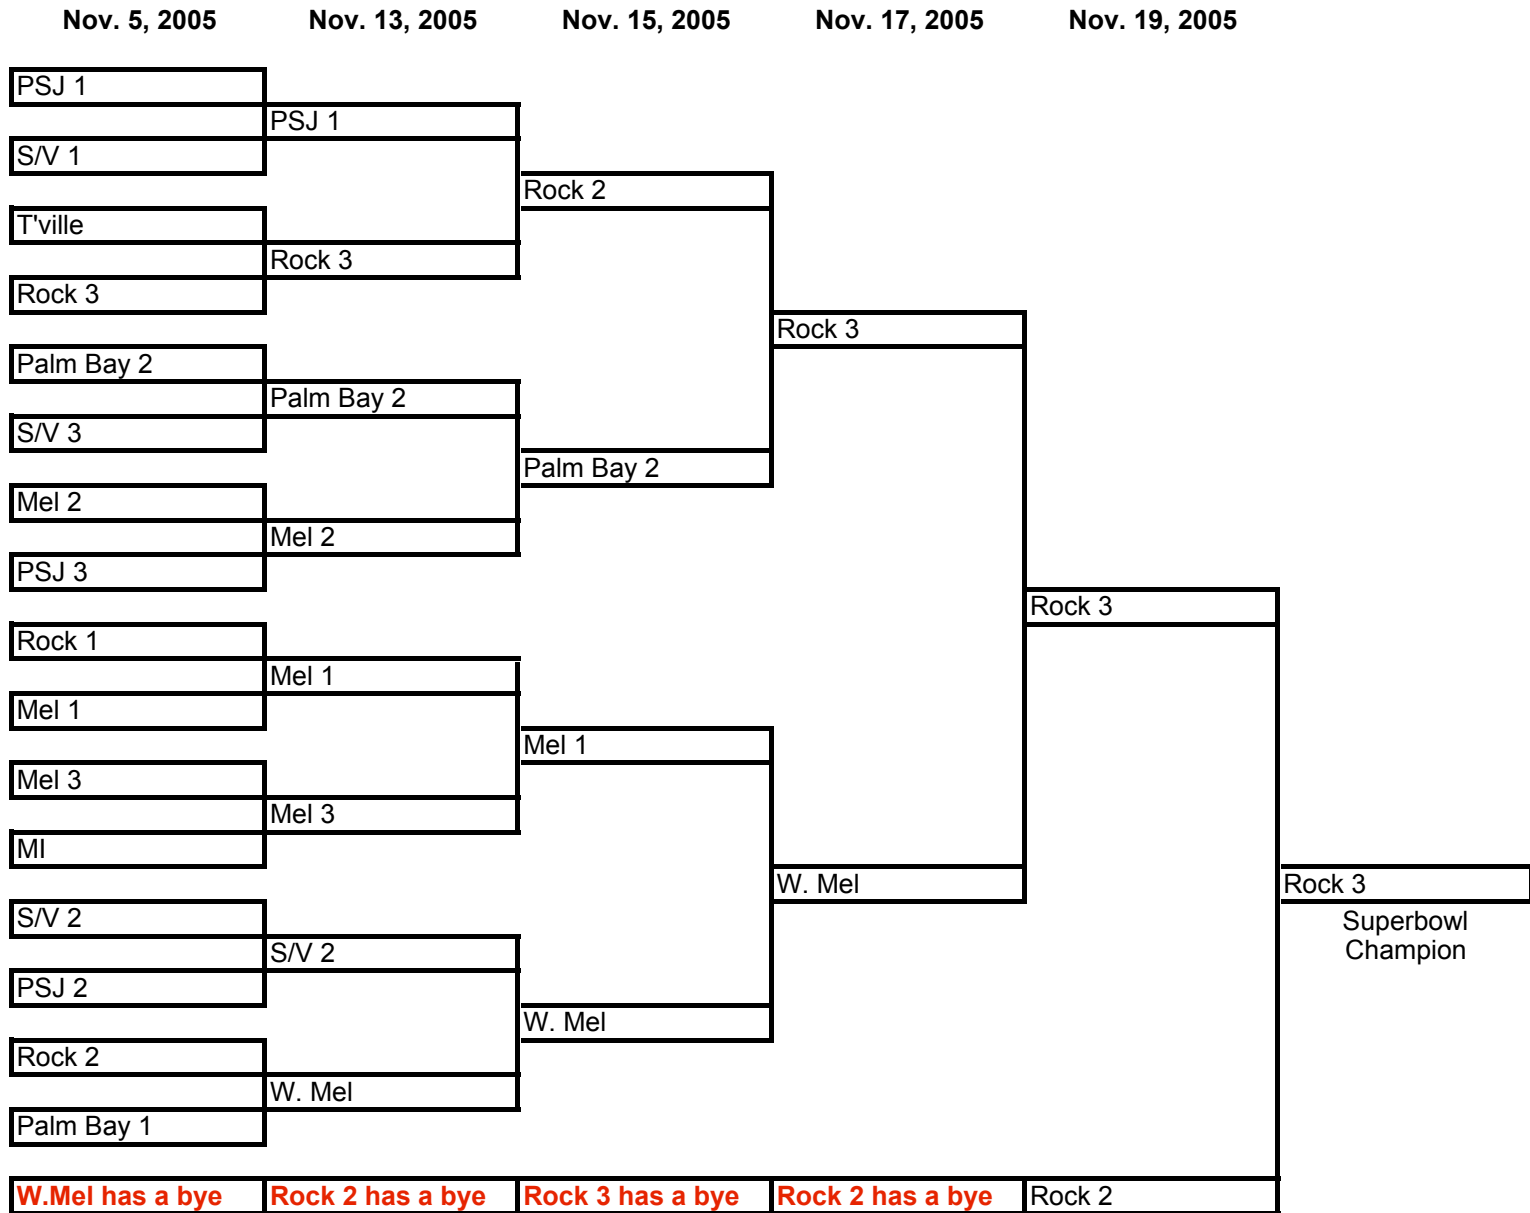 Nov. 5, 2005 Nov. 13, 2005 Nov. 15, 2005 Nov. 17, 2005 Nov. 19, 2005
PSJ 1
PSJ 1
S/V 1
Rock 2
T'ville
Rock 3
Rock 3
Rock 3
Palm Bay 2
Palm Bay 2
S/V 3
Palm Bay 2
Mel 2
Mel 2
PSJ 3
Rock 3
Rock 1
Mel 1
Mel 1
Mel 1
Mel 3
Mel 3
MI
W. Mel Rock 3
S/V 2 Superbowl
S/V 2 Champion
PSJ 2
W. Mel
Rock 2
W. Mel
Palm Bay 1
W.Mel has a bye Rock 2 has a bye Rock 3 has a bye Rock 2 has a bye Rock 2